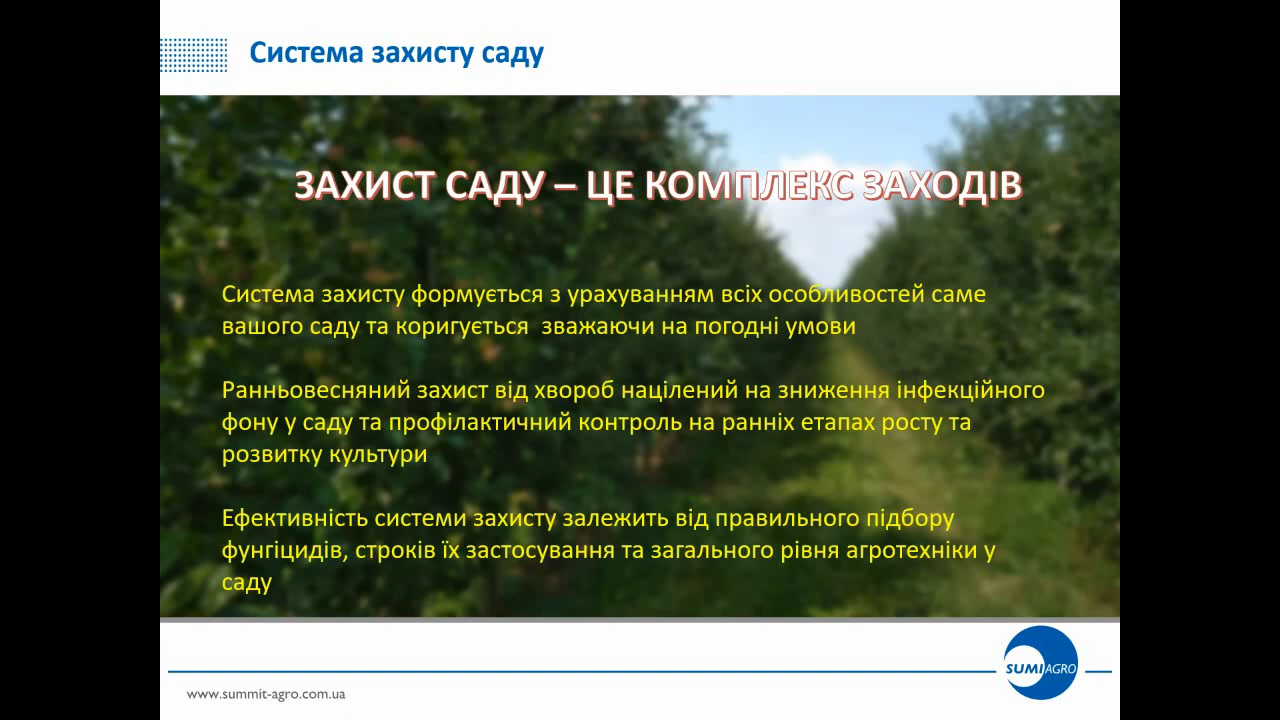 Система захисту саду
ЗАХИСТ САДУ – ЦЕ КОМПЛЕКС ЗАХОДІВ
Система захисту формується з урахуванням всіх особливостей саме
вашого саду та коригується зважаючи на погодні умови
Ранньовесняний захист від хвороб націлений на зниження інфекційного
фону у саду та профілактичний контроль на ранніх етапах росту та
розвитку культури
Ефективність системи захисту залежить від правильного підбору
фунгіцидів, строків їх застосування та загального рівня агротехніки у
саду
SUMIAGRO
www.summit-agro.com.ua